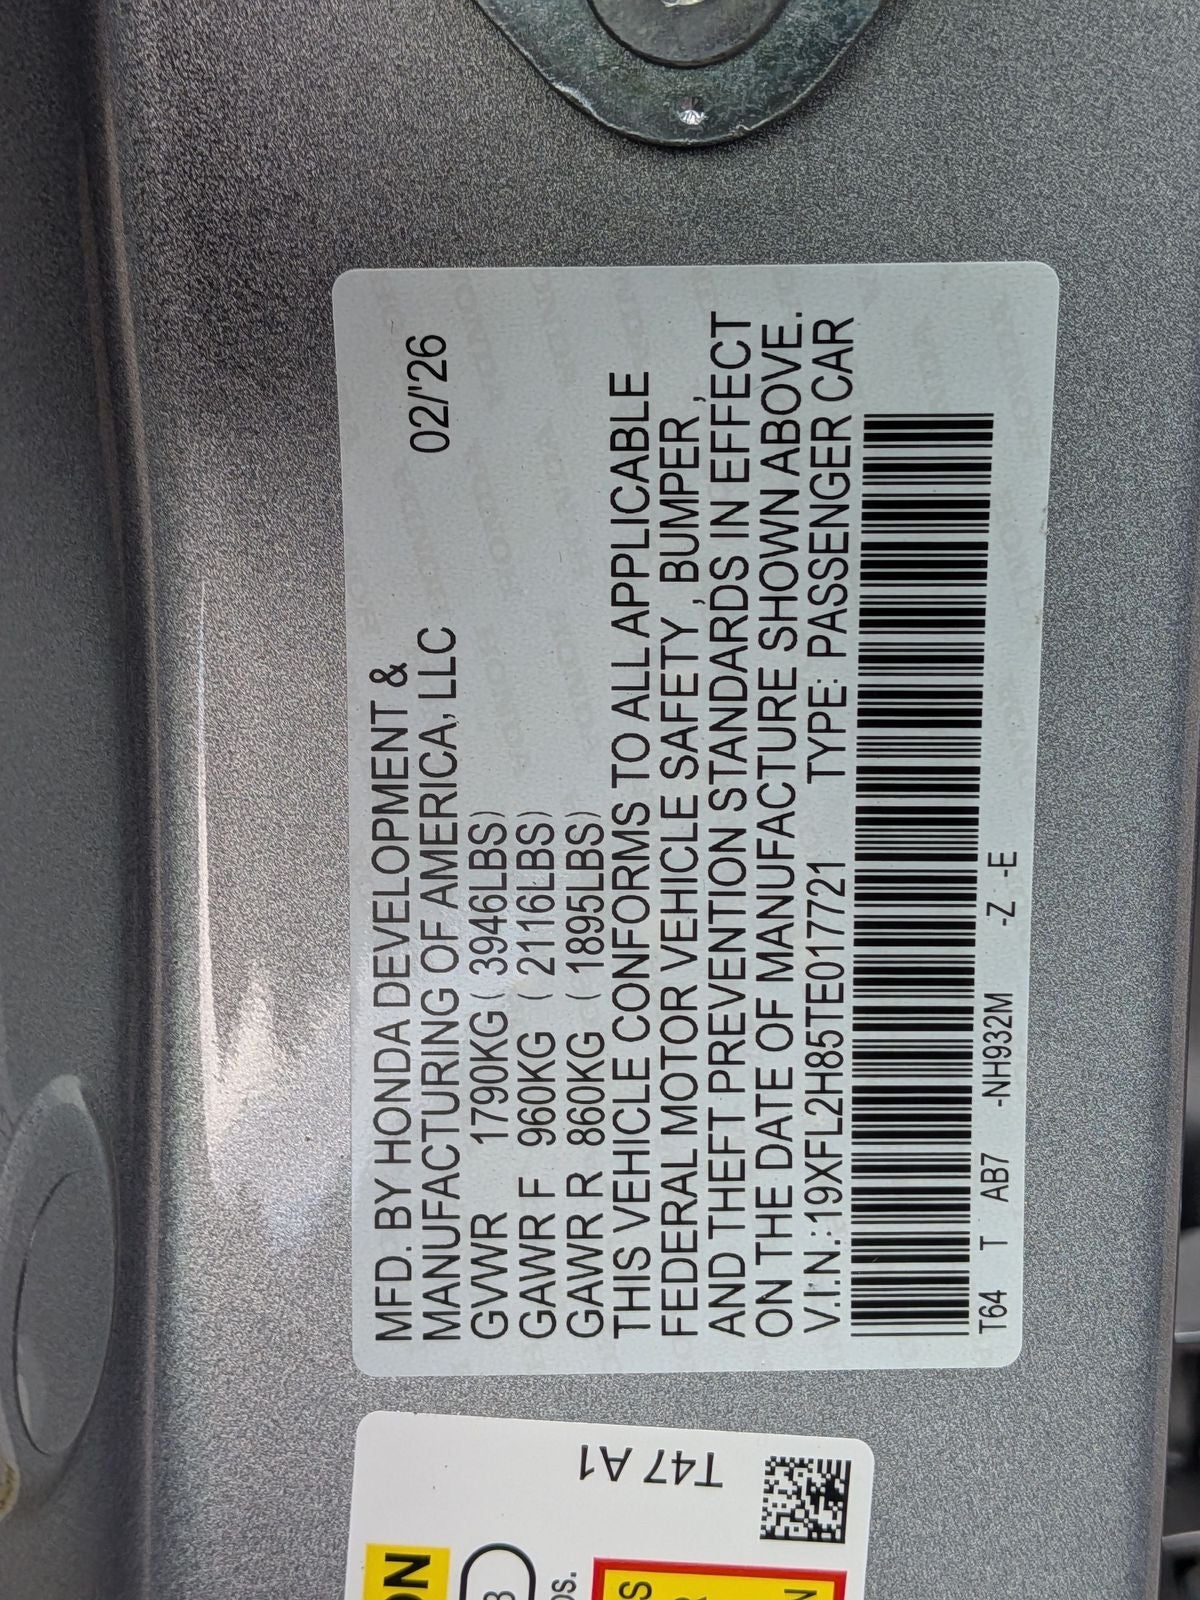 MFD. BY HONDA DEVELOPMENT &
MANUFACTURING OF AMERICA, LLC 02/'26
GVWR 1790KG ( 3946LBS)
GAWR F 960KG ( 2116LBS)
GAWR R 860KG ( 1895LBS)
THIS VEHICLE CONFORMS TO ALL APPLICABLE
FEDERAL MOTOR VEHICLE SAFETY, BUMPER,
AND THEFT PREVENTION STANDARDS IN EFFECT
ON THE DATE OF MANUFACTURE SHOWN ABOVE.
V.I.N.:19XFL2H85TE017721 TYPE: PASSENGER CAR
T64 T AB7 -NH932M -Z -E
T47 A1